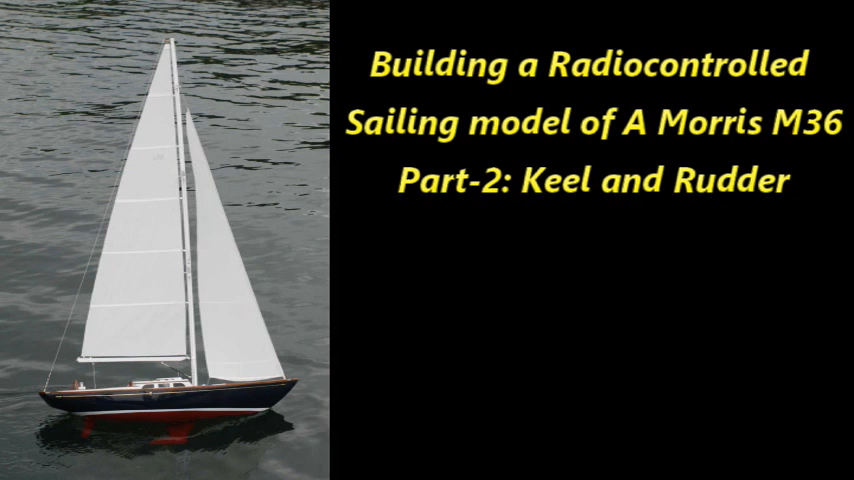 Building a Radiocontrolled
Sailing model of A Morris M36
Part-2: Keel and Rudder